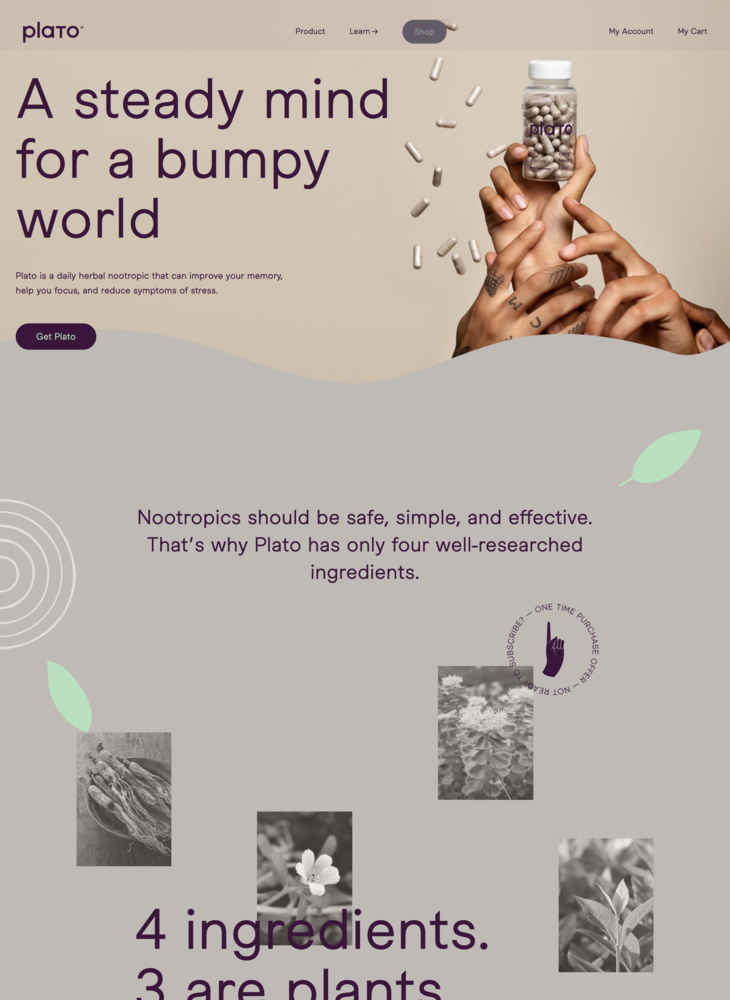 plaTo®
Product
Learn →
Shop
My Account
My Cart
A steady mind
for a bumpy
world
plaTo
Plato is a daily herbal nootropic that can improve your memory,
help you focus, and reduce symptoms of stress.
Get Plato
Nootropics should be safe, simple, and effective.
That's why Plato has only four well-researched
ingredients.
NOT READY TO SUBSCRIBE? — ONE TIME PURCHASE OFFER —
4 ingredients.
3 are plants